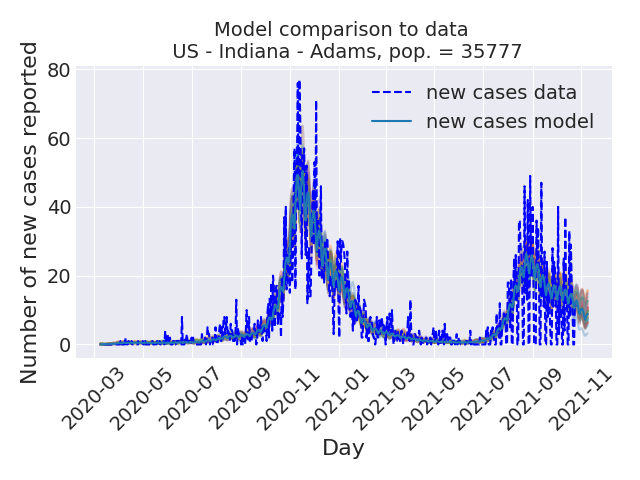 Model comparison to data
US - Indiana - Adams, pop. = 35777
Number of new cases reported
80
60
40
20
0
new cases data
new cases model
2020-03
2020-05
2020-07
2020-09
2020-11
2021-01
2021-03
2021-05
2021-07
2021-09
2021-11
Day